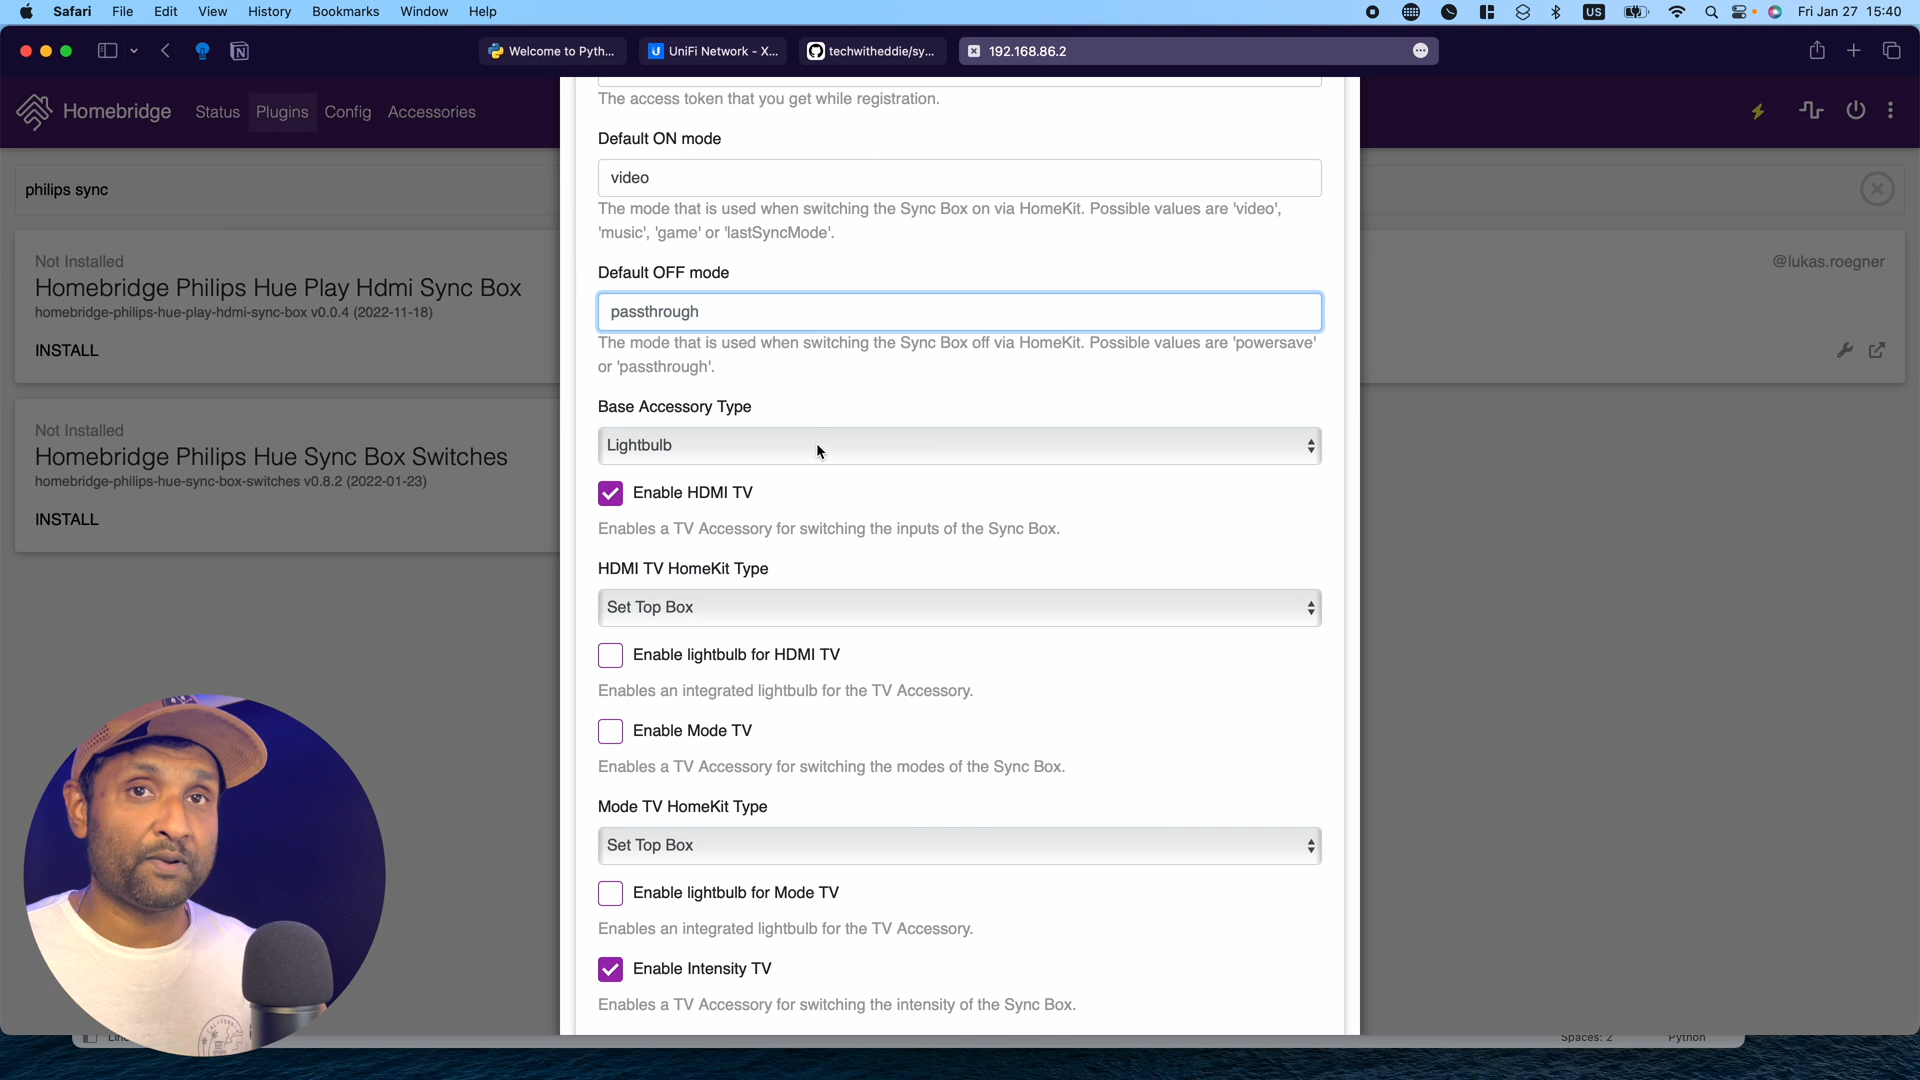 Safari File Edit View History Bookmarks Window Help US Fri Jan 27 15:40
Welcome to Pyth... UniFi Network - X... techwitheddie/sy... 192.168.86.2
Homebridge Status Plugins Config Accessories
philips sync
Not Installed
Homebridge Philips Hue Play Hdmi Sync Box
homebridge-philips-hue-play-hdmi-sync-box v0.0.4 (2022-11-18)
INSTALL
Not Installed
Homebridge Philips Hue Sync Box Switches
homebridge-philips-hue-sync-box-switches v0.8.2 (2022-01-23)
INSTALL
@lukas.roegner
The access token that you get while registration.
Default ON mode
video
The mode that is used when switching the Sync Box on via HomeKit. Possible values are 'video',
'music', 'game' or 'lastSyncMode'.
Default OFF mode
passthrough
The mode that is used when switching the Sync Box off via HomeKit. Possible values are 'powersave'
or 'passthrough'.
Base Accessory Type
Lightbulb
Enable HDMI TV
Enables a TV Accessory for switching the inputs of the Sync Box.
HDMI TV HomeKit Type
Set Top Box
Enable lightbulb for HDMI TV
Enables an integrated lightbulb for the TV Accessory.
Enable Mode TV
Enables a TV Accessory for switching the modes of the Sync Box.
Mode TV HomeKit Type
Set Top Box
Enable lightbulb for Mode TV
Enables an integrated lightbulb for the TV Accessory.
Enable Intensity TV
Enables a TV Accessory for switching the intensity of the Sync Box.
Spaces: 2 Python